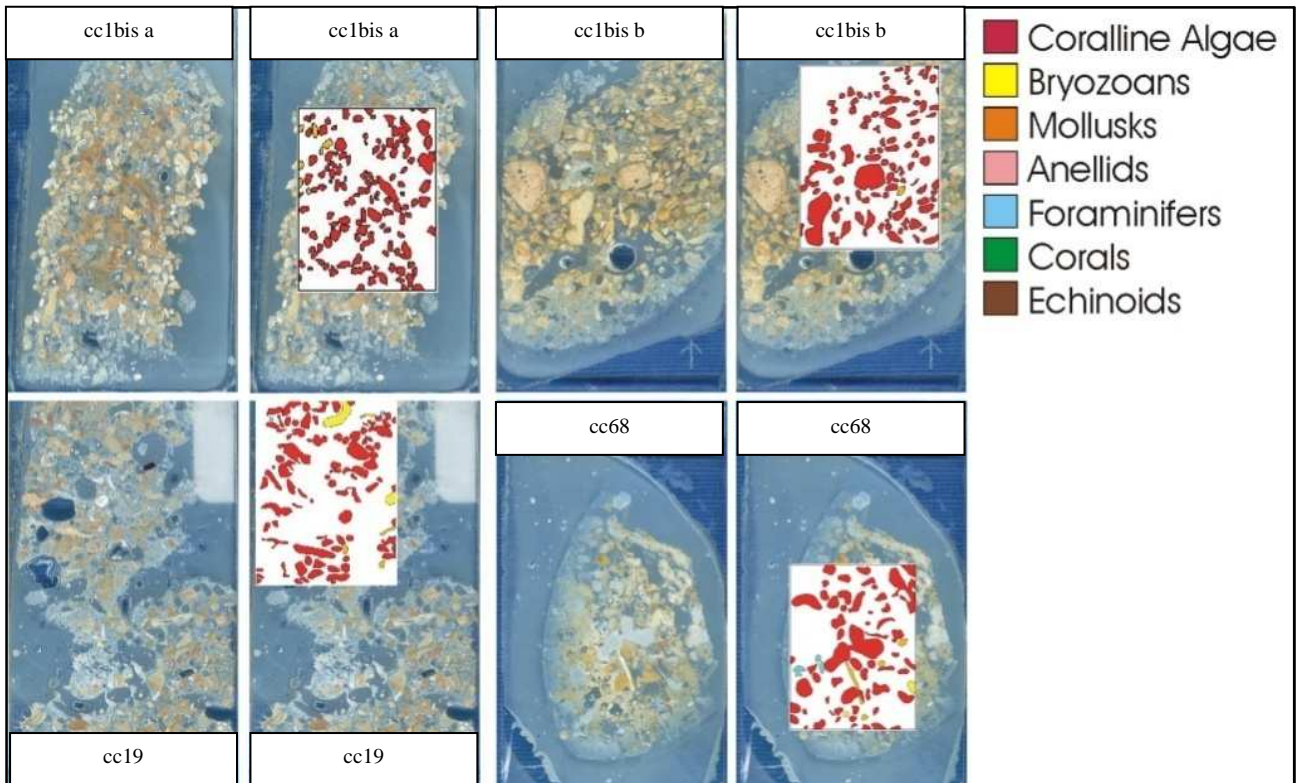 cc1bis a
cc1bis a
cc1bis b
cc1bis b
Coralline Algae
Bryozoans
Mollusks
Anellids
Foraminifers
Corals
Echinoids
cc68
cc68
cc19
cc19